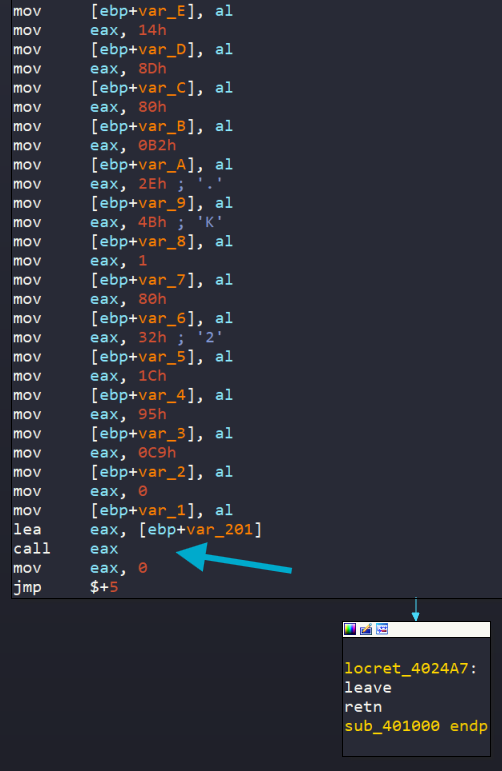 mov [ebp+var_E], al
mov eax, 14h
mov [ebp+var_D], al
mov eax, 8Dh
mov [ebp+var_C], al
mov eax, 80h
mov [ebp+var_B], al
mov eax, 0B2h
mov [ebp+var_A], al
mov eax, 2Eh ; '.'
mov [ebp+var_9], al
mov eax, 4Bh ; 'K'
mov [ebp+var_8], al
mov eax, 1
mov [ebp+var_7], al
mov eax, 80h
mov [ebp+var_6], al
mov eax, 32h ; '2'
mov [ebp+var_5], al
mov eax, 1Ch
mov [ebp+var_4], al
mov eax, 95h
mov [ebp+var_3], al
mov eax, 0C9h
mov [ebp+var_2], al
mov eax, 0
mov [ebp+var_1], al
lea eax, [ebp+var_201]
call eax
mov eax, 0
jmp $+5
locret_4024A7:
leave
retn
sub_401000 endp